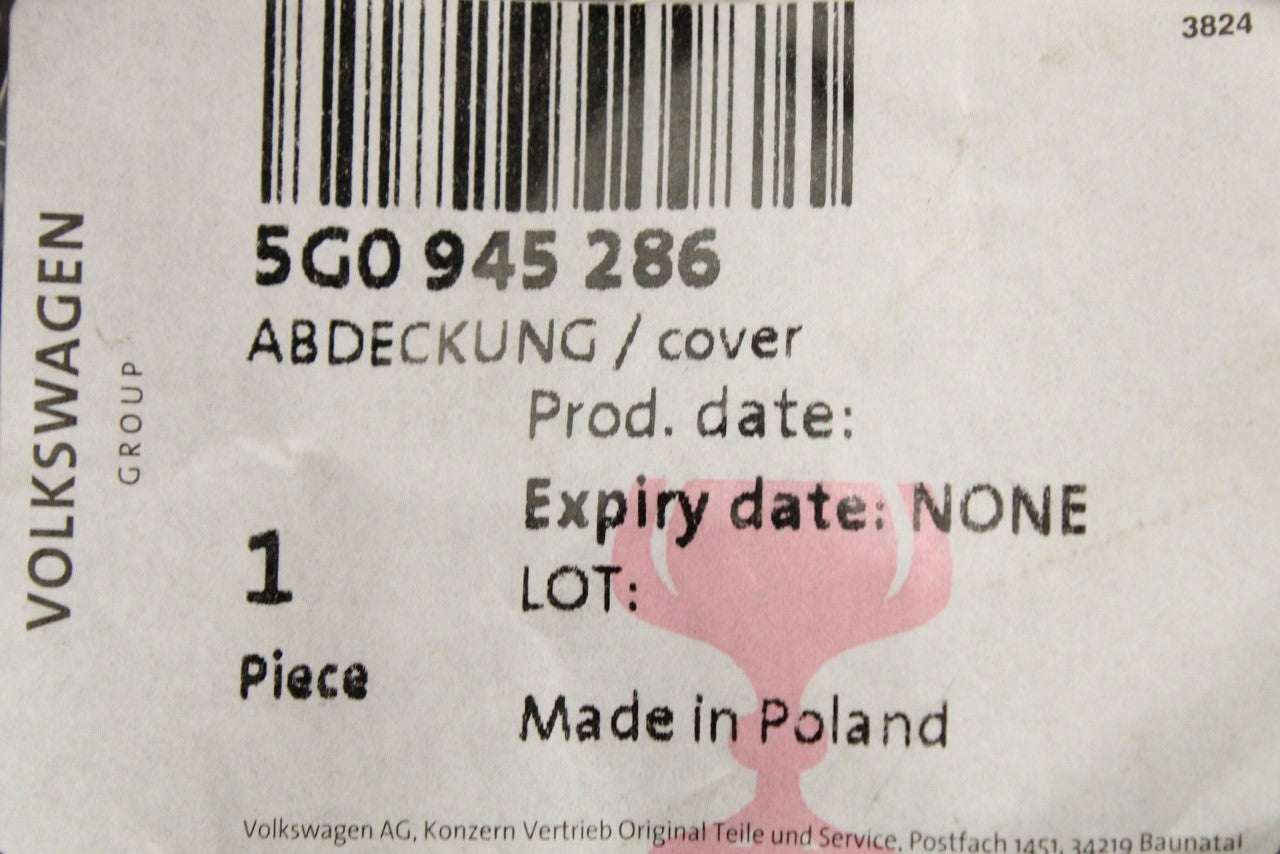 3824
5G0 945 286
ABDECKUNG / cover
Prod. date:
Expiry date: NONE
LOT:
1
Piece
Made in Poland
VOLKSWAGEN
GROUP
Volkswagen AG, Konzern Vertrieb Original Teile und Service, Postfach 1451, 34219 Baunatal